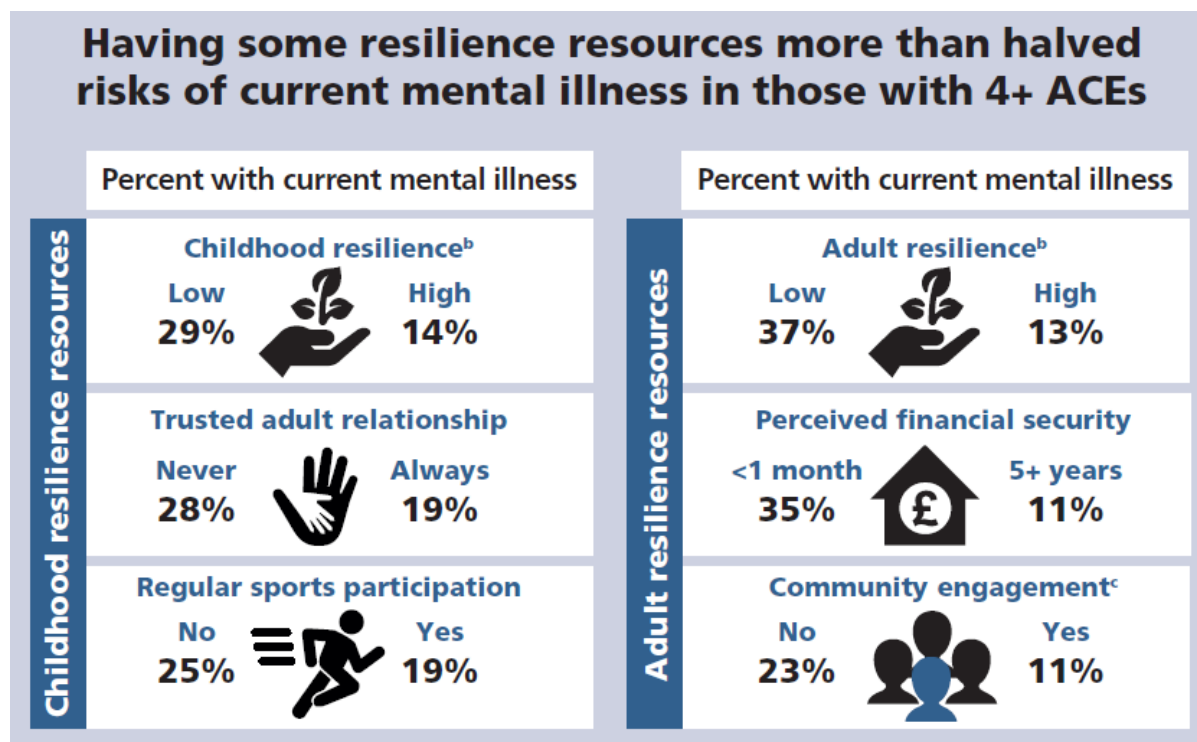 Having some resilience resources more than halved
risks of current mental illness in those with 4+ ACEs
Percent with current mental illness
Childhood resilience resources
Childhood resilienceᵇ
Low High
29% 14%
Trusted adult relationship
Never Always
28% 19%
Regular sports participation
No Yes
25% 19%
Percent with current mental illness
Adult resilience resources
Adult resilienceᵇ
Low High
37% 13%
Perceived financial security
<1 month 5+ years
35% £ 11%
Community engagementᶜ
No Yes
23% 11%